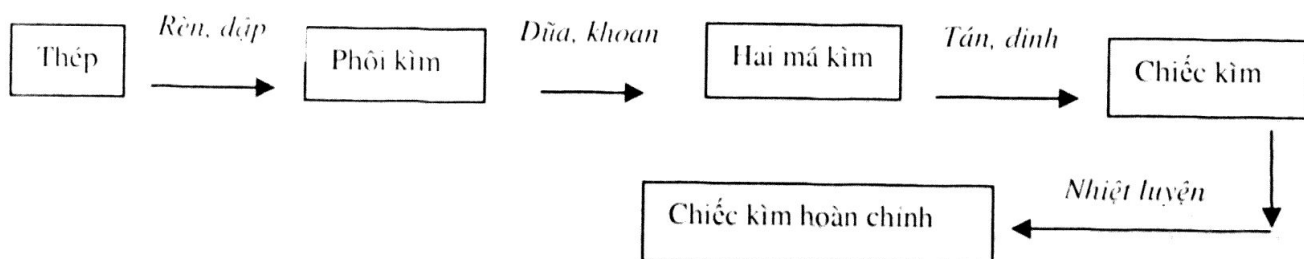 Thép
Rèn, dập
Phôi kìm
Dũa, khoan
Hai má kìm
Tán, đinh
Chiếc kìm
Nhiệt luyện
Chiếc kìm hoàn chỉnh